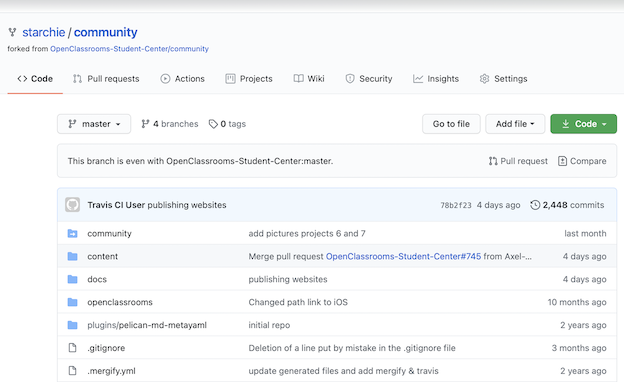 starchie / community
forked from OpenClassrooms-Student-Center/community
Code Pull requests Actions Projects Wiki Security Insights Settings
master 4 branches 0 tags Go to file Add file Code
This branch is even with OpenClassrooms-Student-Center:master. Pull request Compare
Travis CI User publishing websites 78b2f23 4 days ago 2,448 commits
community add pictures projects 6 and 7 last month
content Merge pull request OpenClassrooms-Student-Center#745 from Axel-... 4 days ago
docs publishing websites 4 days ago
openclassrooms Changed path link to iOS 10 months ago
plugins/pelican-md-metayaml initial repo 2 years ago
.gitignore Deletion of a line put by mistake in the .gitignore file 3 months ago
.mergify.yml update generated files and add mergify & travis 2 years ago